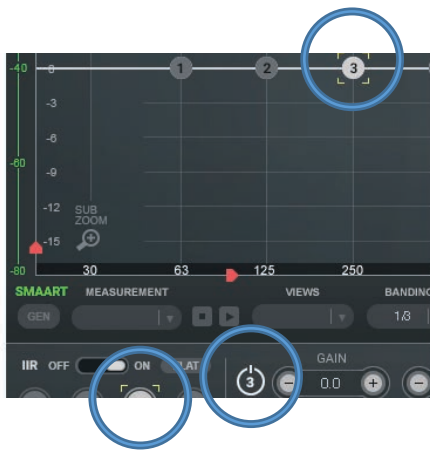 -40 0 1 2 3
-3
-6
-60 -9
-12 SUB ZOOM
-15
-80 30 63 125 250
SMAART MEASUREMENT VIEWS BANDING
GEN 1/3
IIR OFF ON 3 GAIN
0.0